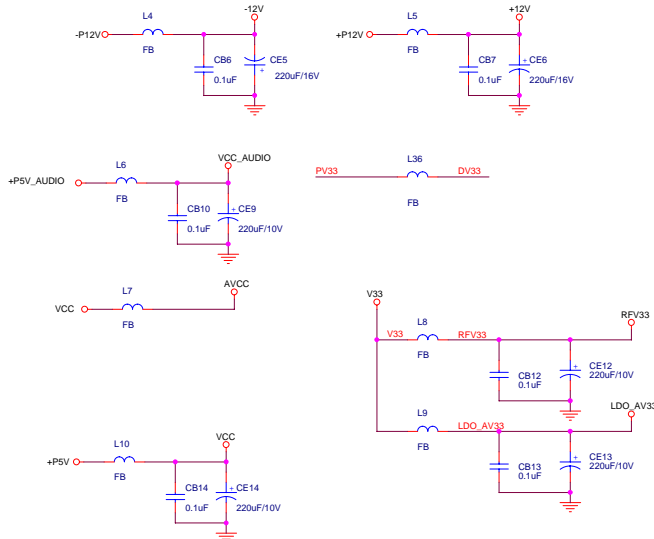 L4
-12V
-P12V
FB
CB6
0.1uF
CE5
+
220uF/16V
L5
+12V
+P12V
FB
CB7
0.1uF
+
CE6
220uF/16V
L6
VCC_AUDIO
+P5V_AUDIO
FB
CB10
0.1uF
+
CE9
220uF/10V
PV33
L36
DV33
FB
L7
AVCC
VCC
FB
V33
L8
RFV33
V33
RFV33
FB
CB12
0.1uF
+
CE12
220uF/10V
L9
LDO_AV33
LDO_AV33
FB
CB13
0.1uF
+
CE13
220uF/10V
L10
VCC
+P5V
FB
CB14
0.1uF
+
CE14
220uF/10V